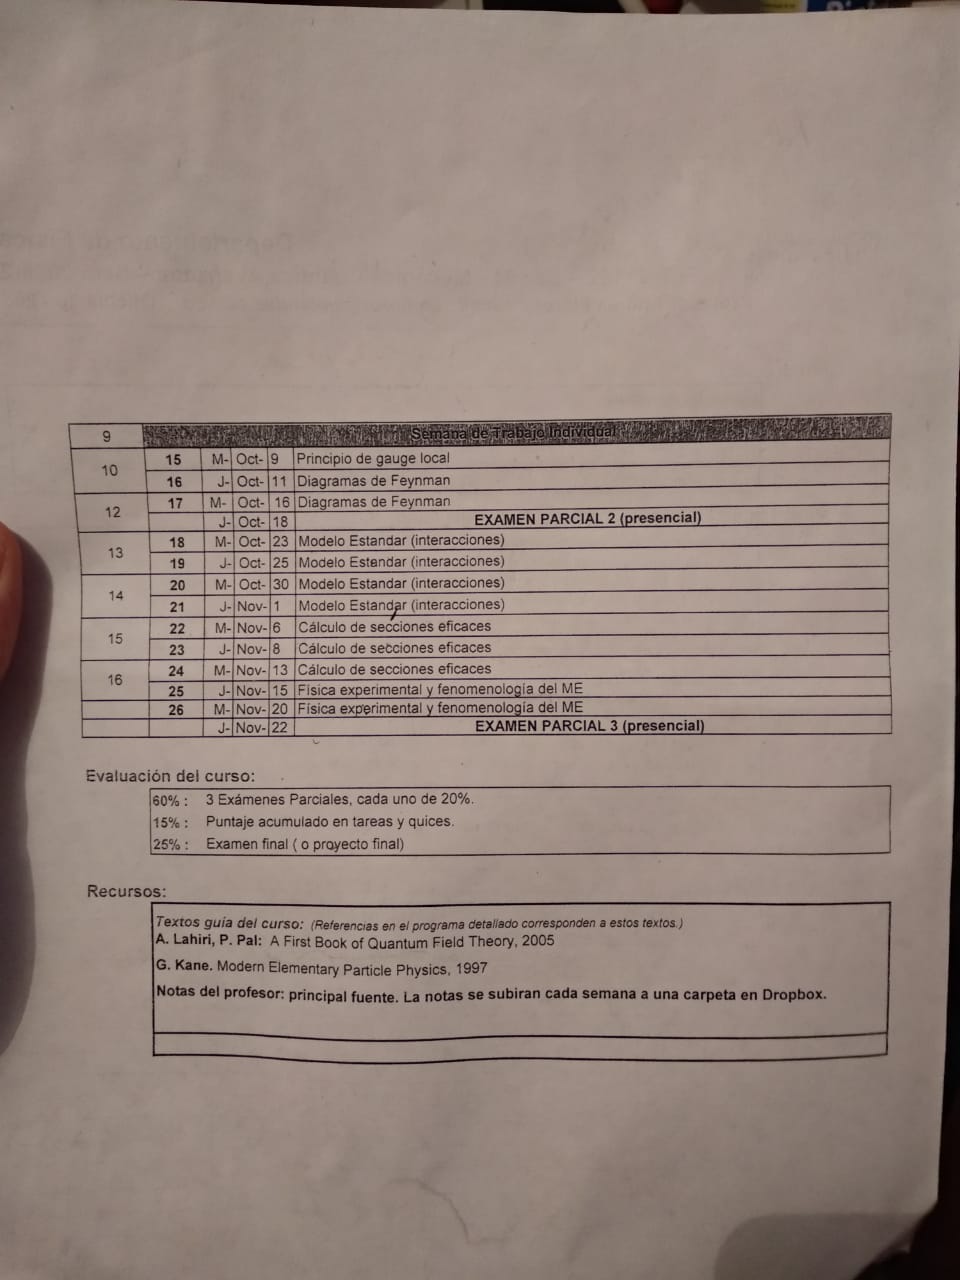 9 Semana de Trabajo Individual
10 15 M- Oct- 9 Principio de gauge local
16 J- Oct- 11 Diagramas de Feynman
12 17 M- Oct- 16 Diagramas de Feynman
J- Oct- 18 EXAMEN PARCIAL 2 (presencial)
13 18 M- Oct- 23 Modelo Estandar (interacciones)
19 J- Oct- 25 Modelo Estandar (interacciones)
14 20 M- Oct- 30 Modelo Estandar (interacciones)
21 J- Nov- 1 Modelo Estandar (interacciones)
15 22 M- Nov- 6 Cálculo de secciones eficaces
23 J- Nov- 8 Cálculo de secciones eficaces
16 24 M- Nov- 13 Cálculo de secciones eficaces
25 J- Nov- 15 Física experimental y fenomenología del ME
26 M- Nov- 20 Física experimental y fenomenología del ME
J- Nov- 22 EXAMEN PARCIAL 3 (presencial)
Evaluación del curso:
60% : 3 Exámenes Parciales, cada uno de 20%.
15% : Puntaje acumulado en tareas y quices.
25% : Examen final ( o proyecto final)
Recursos:
Textos guía del curso: (Referencias en el programa detallado corresponden a estos textos.)
A. Lahiri, P. Pal: A First Book of Quantum Field Theory, 2005
G. Kane. Modern Elementary Particle Physics, 1997
Notas del profesor: principal fuente. La notas se subiran cada semana a una carpeta en Dropbox.